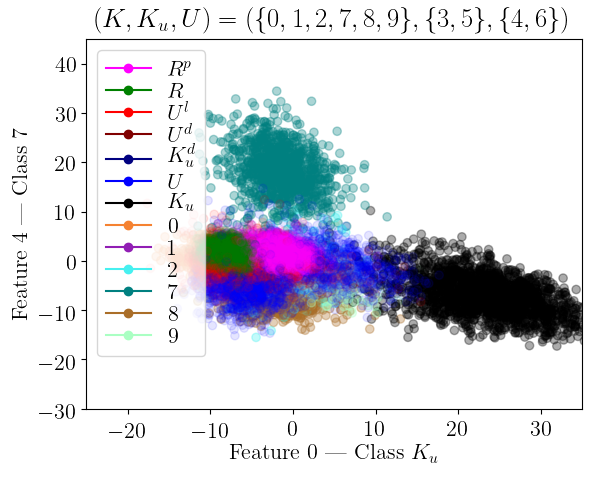 (K, K_u, U) = ({0, 1, 2, 7, 8, 9}, {3, 5}, {4, 6})
Feature 4 — Class 7
40
30
20
10
0
−10
−20
−30
R^p
R
U^l
U^d
K_u^d
U
K_u
0
1
2
7
8
9
−20 −10 0 10 20 30
Feature 0 — Class K_u